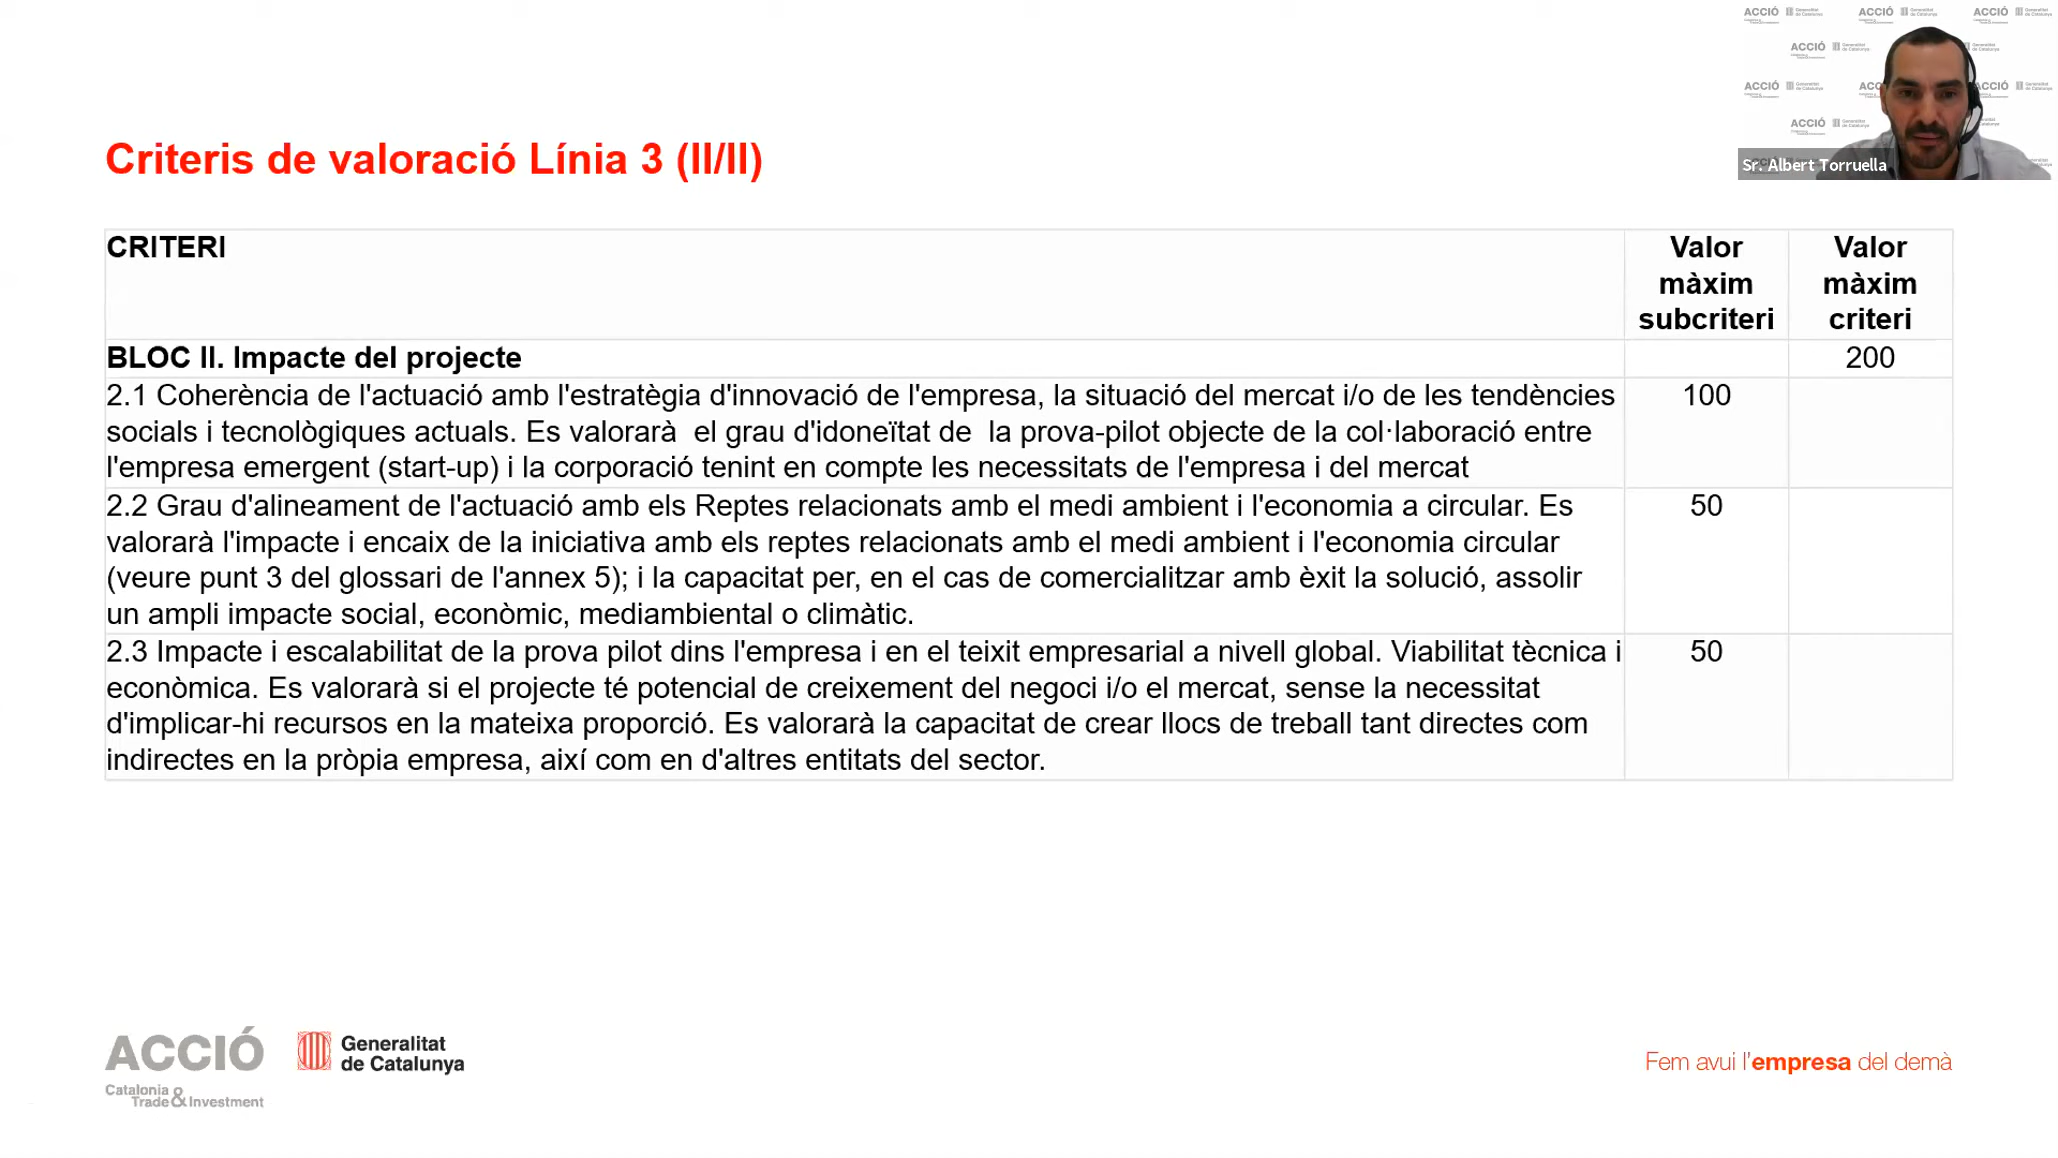 ACCIÓ Generalitat de Catalunya
Sr. Albert Torruella
Criteris de valoració Línia 3 (II/II)
CRITERI
Valor
màxim
subcriteri
Valor
màxim
criteri
BLOC II. Impacte del projecte
200
2.1 Coherència de l'actuació amb l'estratègia d'innovació de l'empresa, la situació del mercat i/o de les tendències
socials i tecnològiques actuals. Es valorarà  el grau d'idoneïtat de  la prova-pilot objecte de la col·laboració entre
l'empresa emergent (start-up) i la corporació tenint en compte les necessitats de l'empresa i del mercat
100
2.2 Grau d'alineament de l'actuació amb els Reptes relacionats amb el medi ambient i l'economia a circular. Es
valorarà l'impacte i encaix de la iniciativa amb els reptes relacionats amb el medi ambient i l'economia circular
(veure punt 3 del glossari de l'annex 5); i la capacitat per, en el cas de comercialitzar amb èxit la solució, assolir
un ampli impacte social, econòmic, mediambiental o climàtic.
50
2.3 Impacte i escalabilitat de la prova pilot dins l'empresa i en el teixit empresarial a nivell global. Viabilitat tècnica i
econòmica. Es valorarà si el projecte té potencial de creixement del negoci i/o el mercat, sense la necessitat
d'implicar-hi recursos en la mateixa proporció. Es valorarà la capacitat de crear llocs de treball tant directes com
indirectes en la pròpia empresa, així com en d'altres entitats del sector.
50
ACCIÓ
Catalonia
Trade & Investment
Generalitat
de Catalunya
Fem avui l'empresa del demà